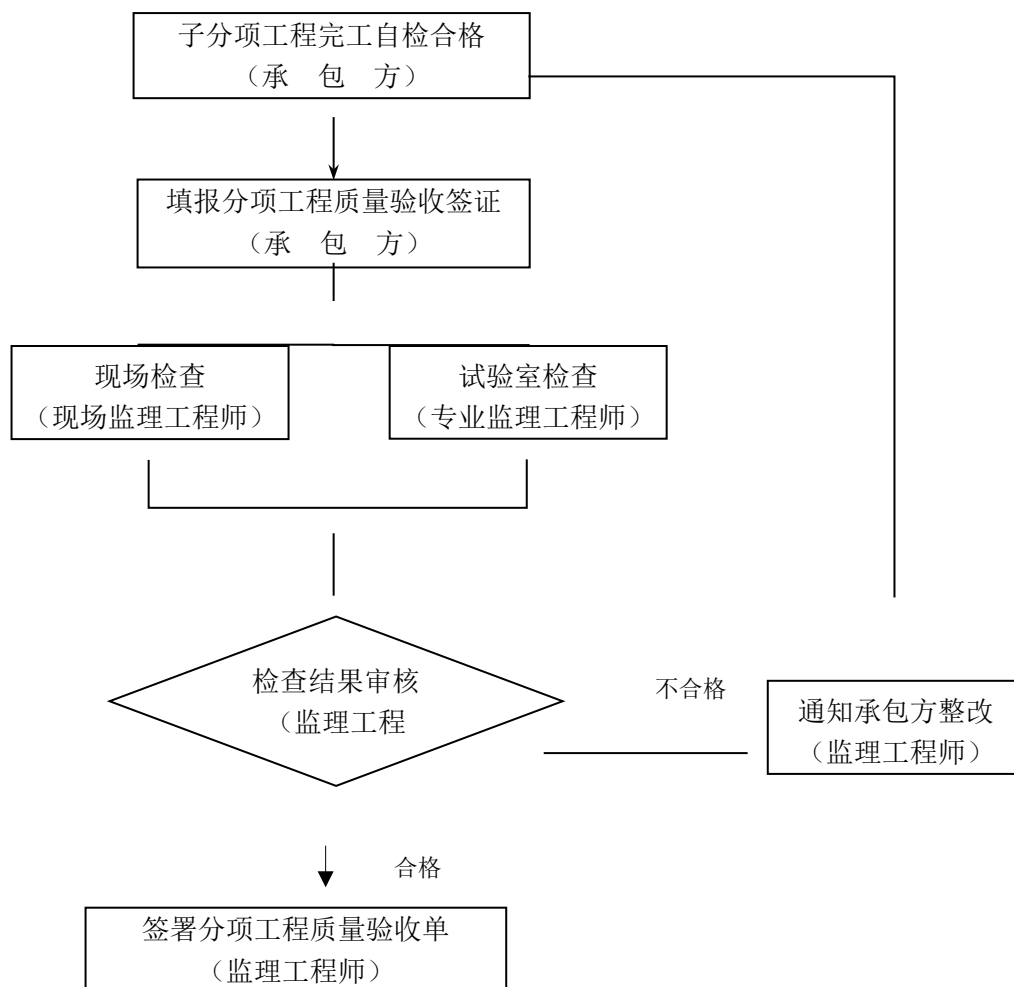 子分项工程完工自检合格
（承　包　方）
填报分项工程质量验收签证
（承　包　方）
现场检查
（现场监理工程师）
试验室检查
（专业监理工程师）
检查结果审核
（监理工程
不合格
通知承包方整改
（监理工程师）
合格
签署分项工程质量验收单
（监理工程师）